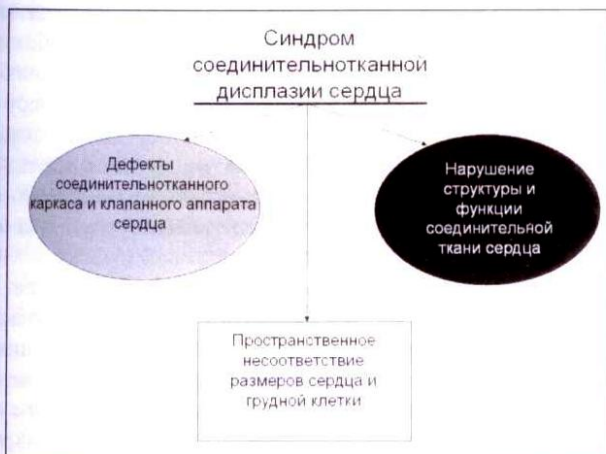 Синдром
соединительнотканной
дисплазии сердца
Дефекты
соединительнотканного
каркаса и клапанного аппарата
сердца
Нарушение
структуры и
функции
соединительной
ткани сердца
Пространственное
несоответствие
размеров сердца и
грудной клетки